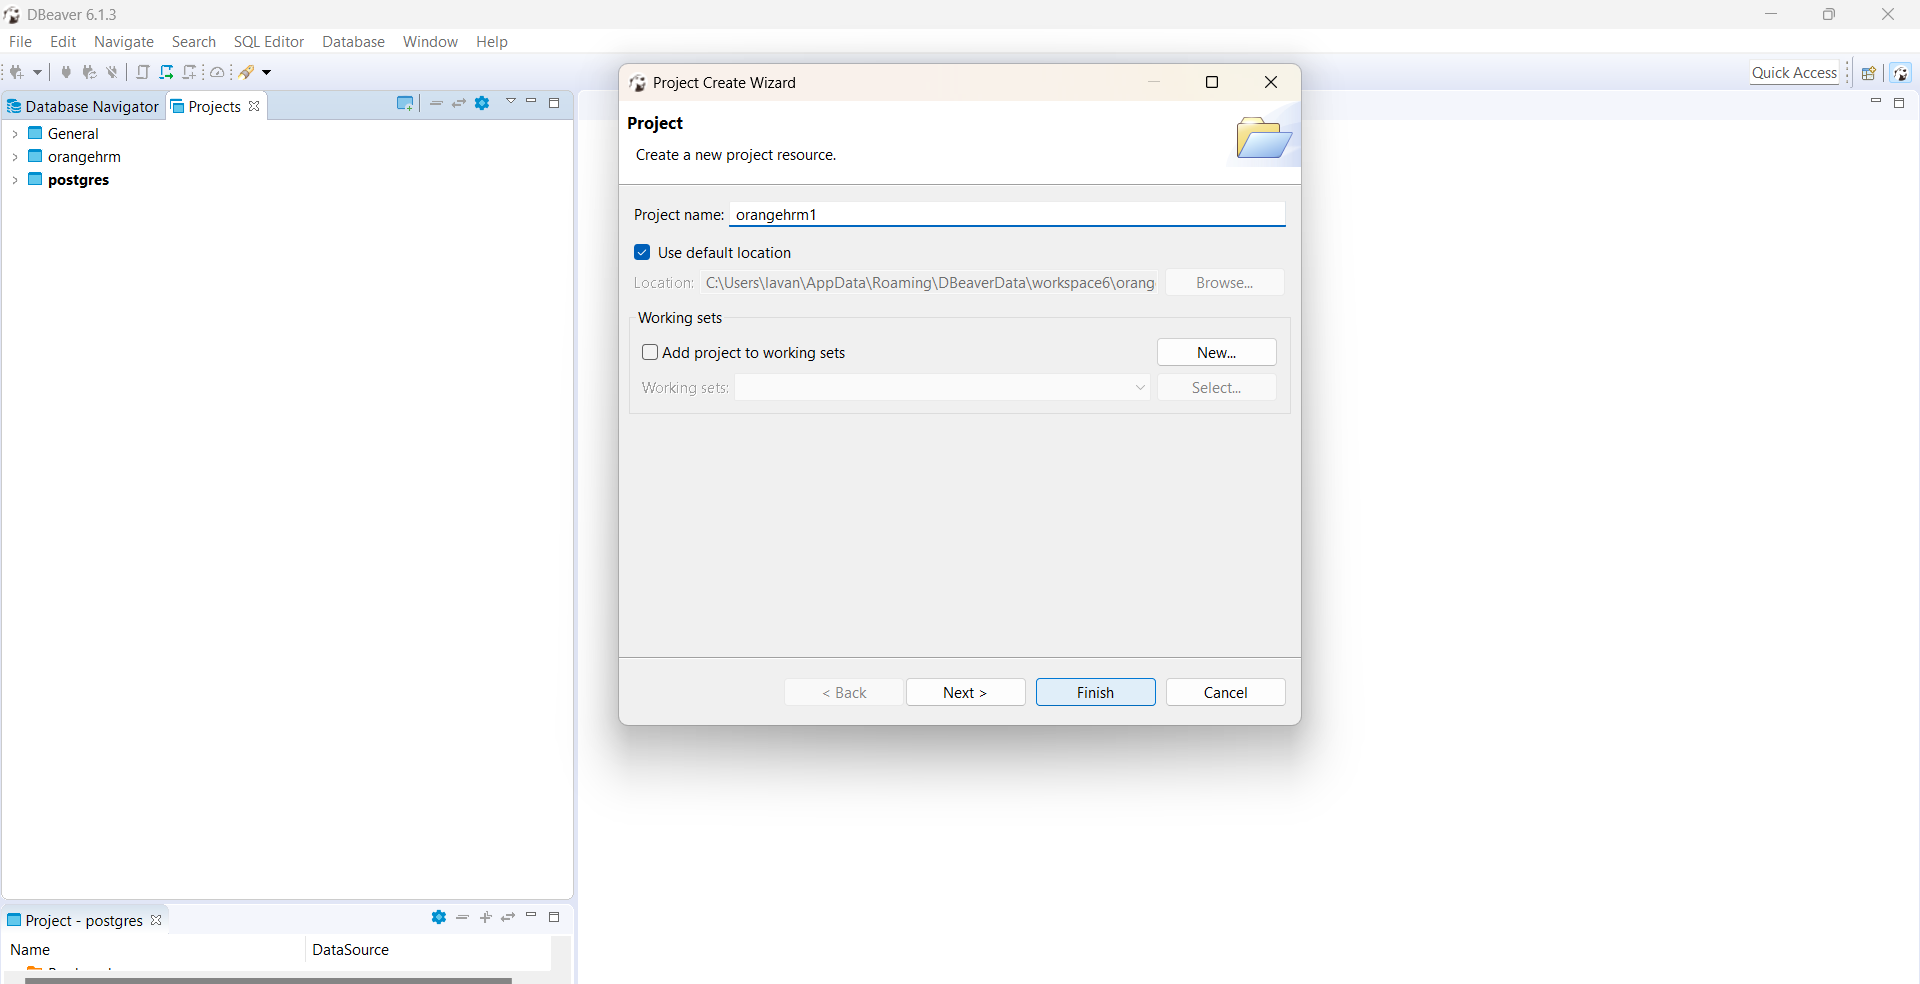 DBeaver 6.1.3
File Edit Navigate Search SQL Editor Database Window Help
Quick Access
Database Navigator Projects
General
orangehrm
postgres
Project Create Wizard
Project
Create a new project resource.
Project name: orangehrm1
Use default location
Location: C:\Users\lavan\AppData\Roaming\DBeaverData\workspace6\orang Browse...
Working sets
Add project to working sets New...
Working sets: Select...
< Back Next > Finish Cancel
Project - postgres
Name DataSource